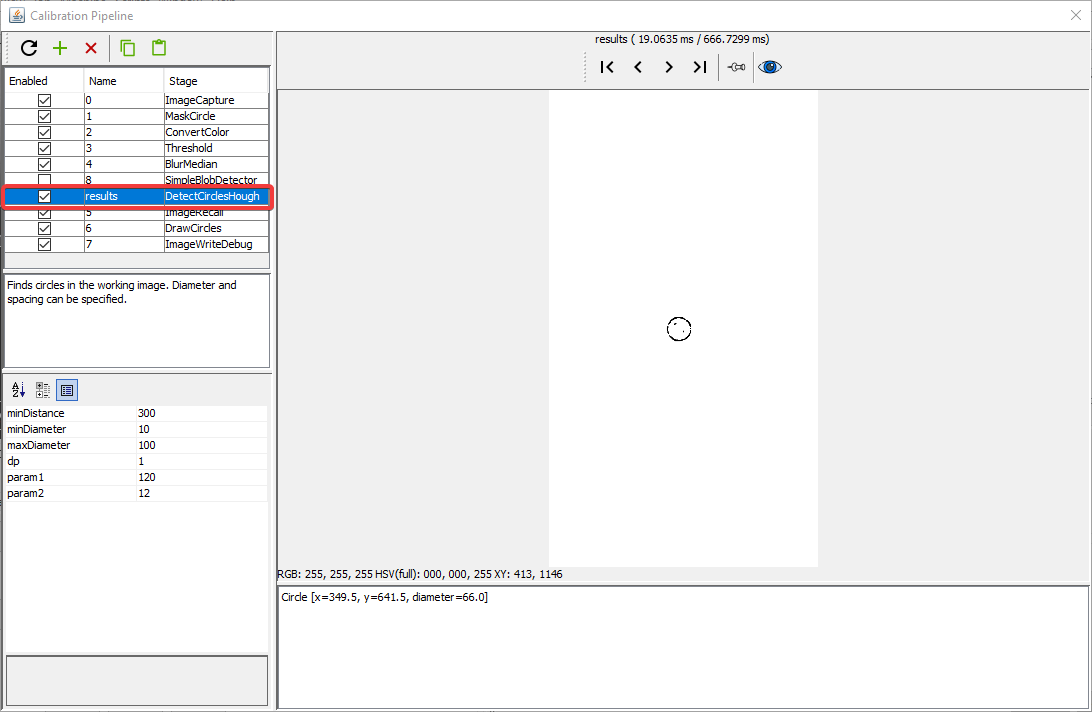 Calibration Pipeline
results ( 19.0635 ms / 666.7299 ms)
Enabled Name Stage
0 ImageCapture
1 MaskCircle
2 ConvertColor
3 Threshold
4 BlurMedian
8 SimpleBlobDetector
results DetectCirclesHough
5 ImageRecall
6 DrawCircles
7 ImageWriteDebug
Finds circles in the working image. Diameter and
spacing can be specified.
minDistance 300
minDiameter 10
maxDiameter 100
dp 1
param1 120
param2 12
RGB: 255, 255, 255 HSV(full): 000, 000, 255 XY: 413, 1146
Circle [x=349.5, y=641.5, diameter=66.0]